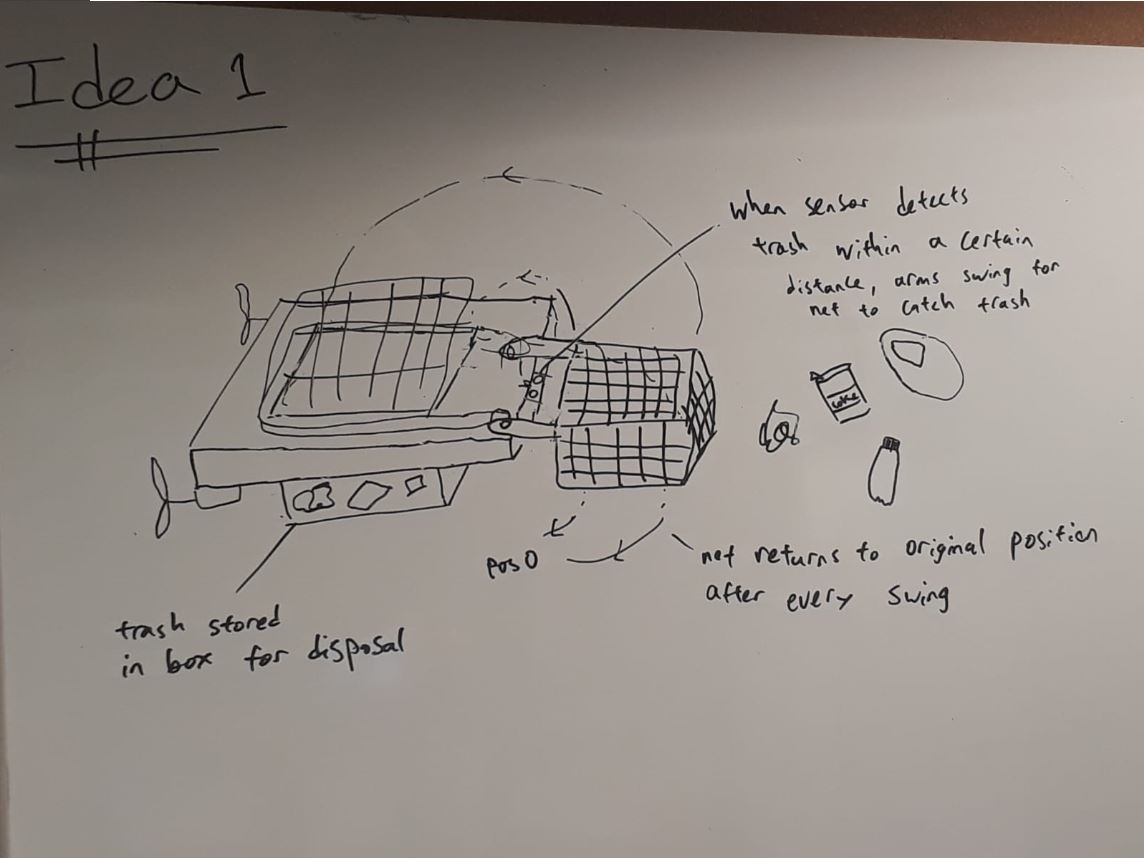 Idea 1
When sensor detects
trash within a certain
distance, arms swing for
net to catch trash
coke
pos 0
net returns to original position
after every swing
trash stored
in box for disposal